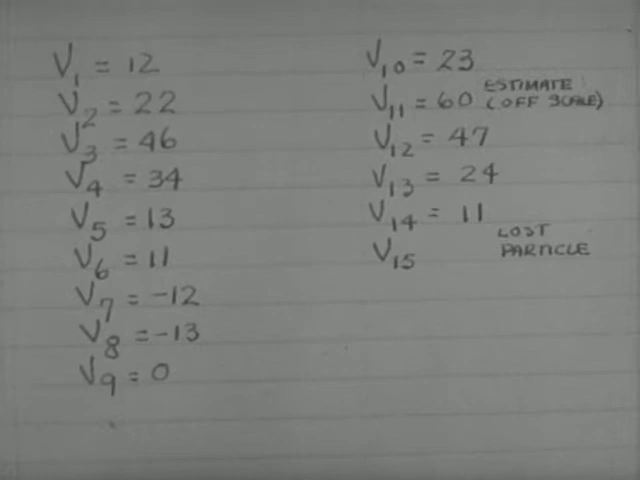 V1 = 12
V2 = 22
V3 = 46
V4 = 34
V5 = 13
V6 = 11
V7 = -12
V8 = -13
V9 = 0
V10 = 23
V11 = 60 ESTIMATE (OFF SCALE)
V12 = 47
V13 = 24
V14 = 11
V15 LOST PARTICLE